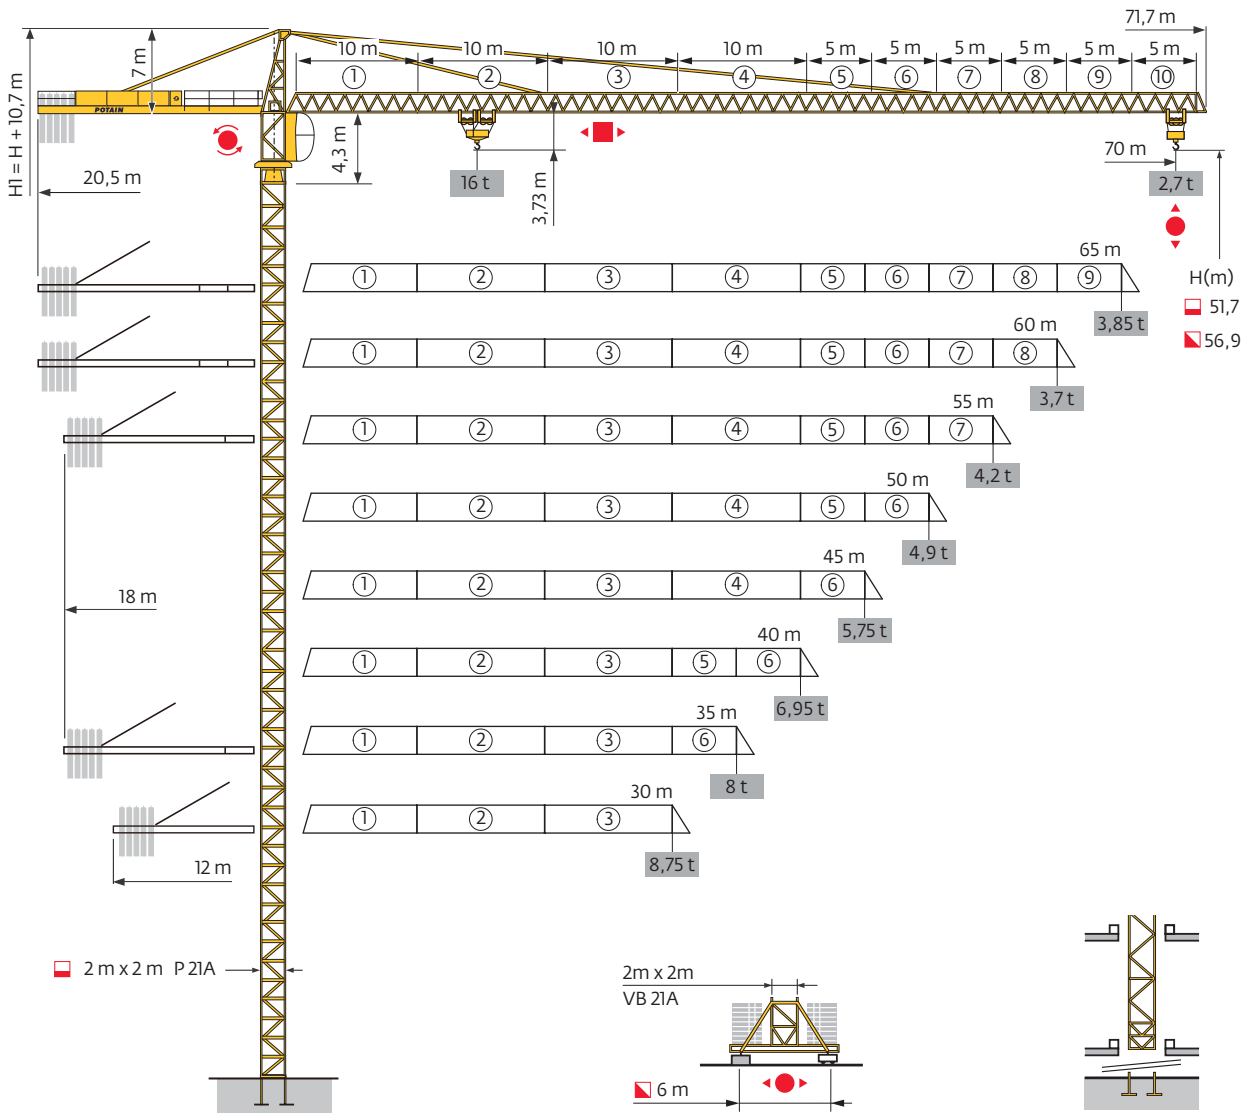 71,7 m
10 m 10 m 10 m 10 m 5 m 5 m 5 m 5 m 5 m 5 m
1 2 3 4 5 6 7 8 9 10
H1 = H + 10,7 m
7 m
POTAIN
4,3 m
3,73 m
16 t
70 m
2,7 t
20,5 m
65 m
1 2 3 4 5 6 7 8 9
3,85 t
H(m)
51,7
56,9
60 m
1 2 3 4 5 6 7 8
3,7 t
55 m
1 2 3 4 5 6 7
4,2 t
50 m
1 2 3 4 5 6
4,9 t
45 m
1 2 3 4 6
5,75 t
18 m
40 m
1 2 3 5 6
6,95 t
35 m
1 2 3 6
8 t
30 m
1 2 3
8,75 t
12 m
2 m x 2 m P 21A
2m x 2m
VB 21A
6 m